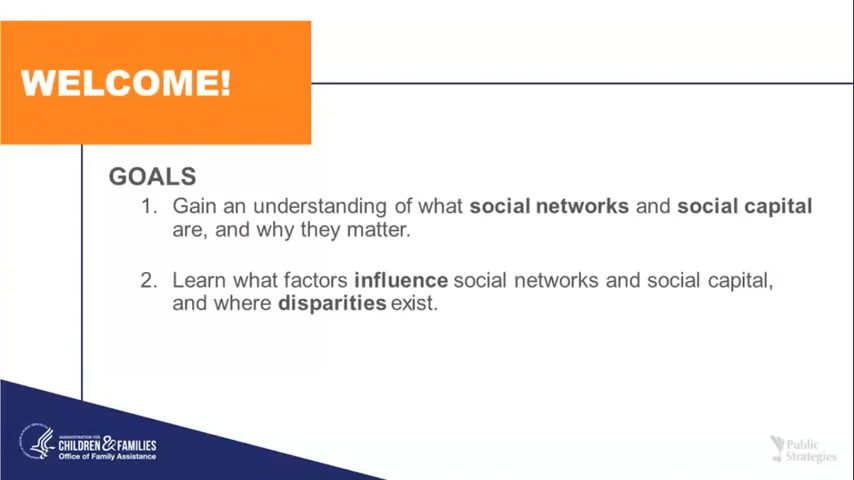 WELCOME!
GOALS
1. Gain an understanding of what social networks and social capital
are, and why they matter.
2. Learn what factors influence social networks and social capital,
and where disparities exist.
ADMINISTRATION FOR
CHILDREN & FAMILIES
Office of Family Assistance
Public
Strategies